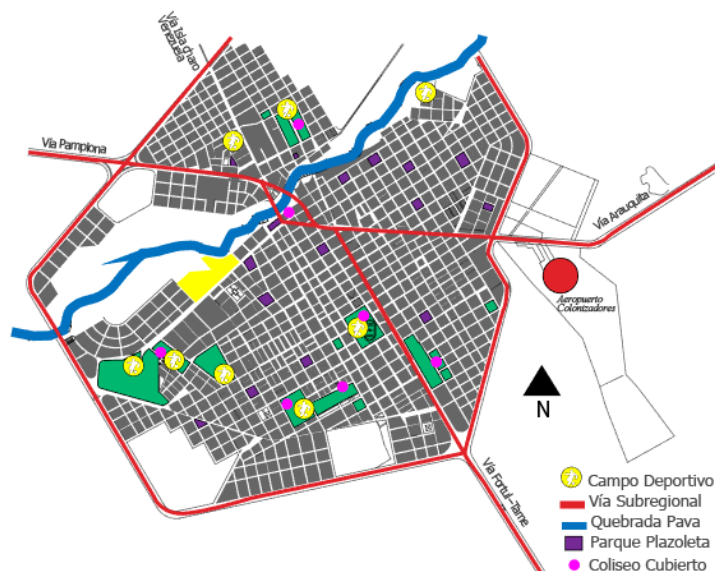 Vía Isla charo
Venezuela
Vía Pamplona
Vía Arauquita
Aeropuerto
Colonizadores
N
Vía Fortul-Tame
Campo Deportivo
Vía Subregional
Quebrada Pava
Parque Plazoleta
Coliseo Cubierto